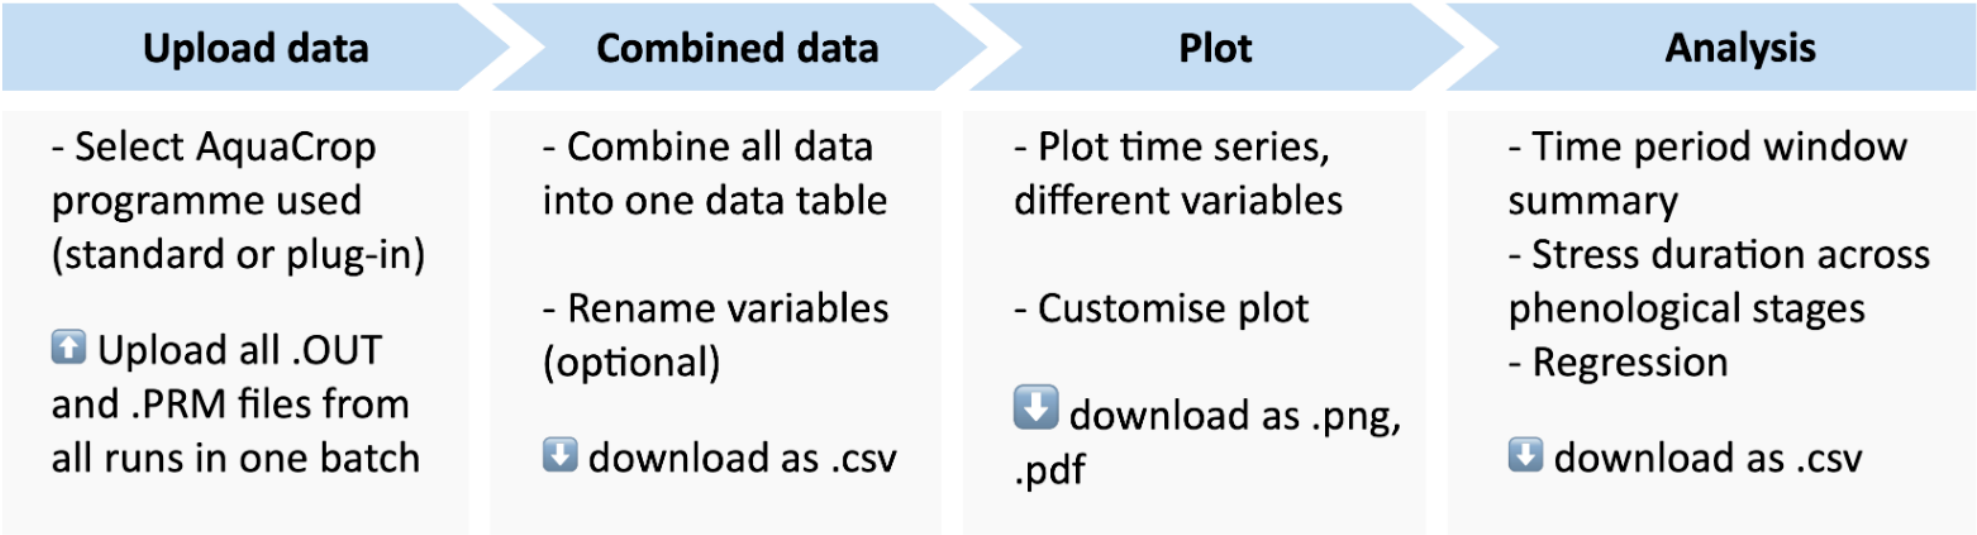 Upload data
- Select AquaCrop
programme used
(standard or plug-in)
⬆️ Upload all .OUT
and .PRM files from
all runs in one batch
Combined data
- Combine all data
into one data table
- Rename variables
(optional)
⬇️ download as .csv
Plot
- Plot time series,
different variables
- Customise plot
⬇️ download as .png,
.pdf
Analysis
- Time period window
summary
- Stress duration across
phenological stages
- Regression
⬇️ download as .csv